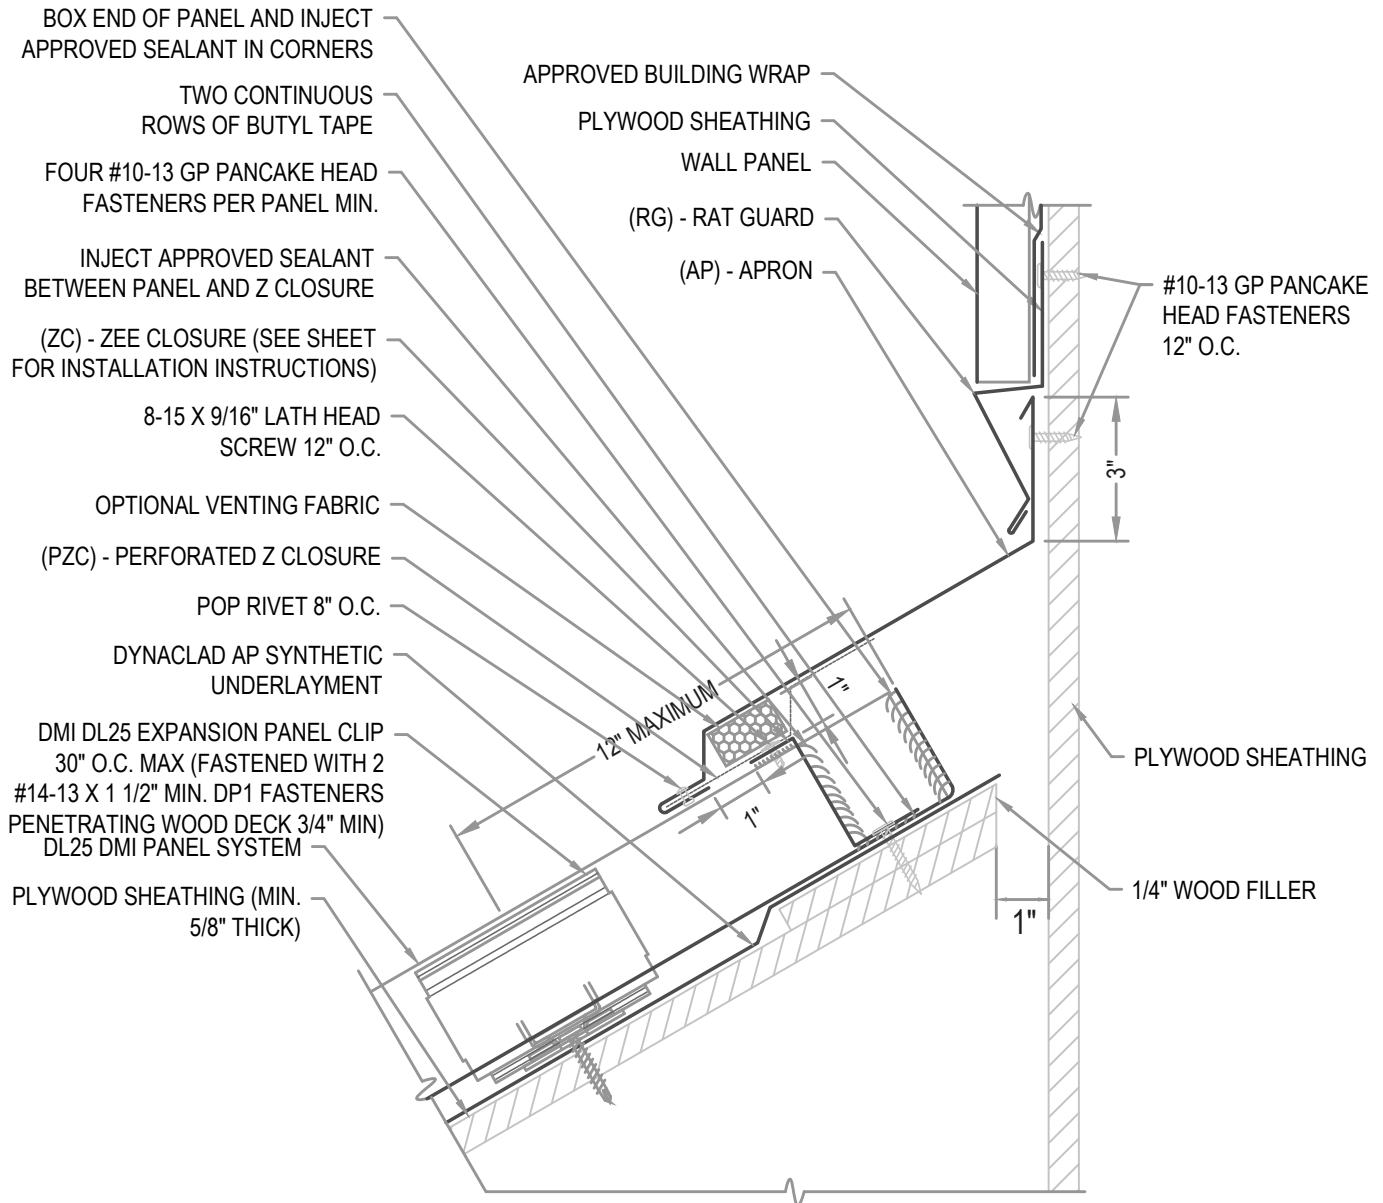 BOX END OF PANEL AND INJECT
APPROVED SEALANT IN CORNERS
TWO CONTINUOUS
ROWS OF BUTYL TAPE
FOUR #10-13 GP PANCAKE HEAD
FASTENERS PER PANEL MIN.
INJECT APPROVED SEALANT
BETWEEN PANEL AND Z CLOSURE
(ZC) - ZEE CLOSURE (SEE SHEET
FOR INSTALLATION INSTRUCTIONS)
8-15 X 9/16" LATH HEAD
SCREW 12" O.C.
OPTIONAL VENTING FABRIC
(PZC) - PERFORATED Z CLOSURE
POP RIVET 8" O.C.
DYNACLAD AP SYNTHETIC
UNDERLAYMENT
DMI DL25 EXPANSION PANEL CLIP
30" O.C. MAX (FASTENED WITH 2
#14-13 X 1 1/2" MIN. DP1 FASTENERS
PENETRATING WOOD DECK 3/4" MIN)
DL25 DMI PANEL SYSTEM
PLYWOOD SHEATHING (MIN.
5/8" THICK)
APPROVED BUILDING WRAP
PLYWOOD SHEATHING
WALL PANEL
(RG) - RAT GUARD
(AP) - APRON
#10-13 GP PANCAKE
HEAD FASTENERS
12" O.C.
3"
12" MAXIMUM
1"
1"
PLYWOOD SHEATHING
1/4" WOOD FILLER
1"